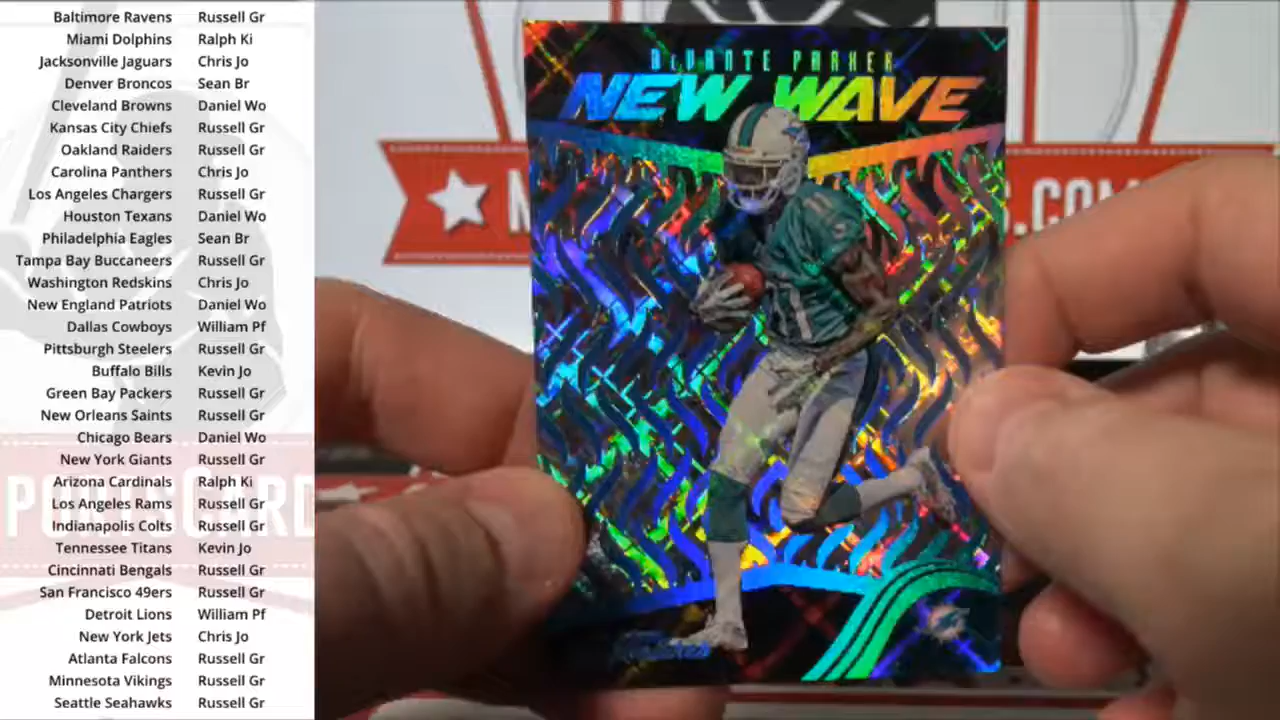 Baltimore Ravens Russell Gr
Miami Dolphins Ralph Ki
Jacksonville Jaguars Chris Jo
Denver Broncos Sean Br
Cleveland Browns Daniel Wo
Kansas City Chiefs Russell Gr
Oakland Raiders Russell Gr
Carolina Panthers Chris Jo
Los Angeles Chargers Russell Gr
Houston Texans Daniel Wo
Philadelphia Eagles Sean Br
Tampa Bay Buccaneers Russell Gr
Washington Redskins Chris Jo
New England Patriots Daniel Wo
Dallas Cowboys William Pf
Pittsburgh Steelers Russell Gr
Buffalo Bills Kevin Jo
Green Bay Packers Russell Gr
New Orleans Saints Russell Gr
Chicago Bears Daniel Wo
New York Giants Russell Gr
Arizona Cardinals Ralph Ki
Los Angeles Rams Russell Gr
Indianapolis Colts Russell Gr
Tennessee Titans Kevin Jo
Cincinnati Bengals Russell Gr
San Francisco 49ers Russell Gr
Detroit Lions William Pf
New York Jets Chris Jo
Atlanta Falcons Russell Gr
Minnesota Vikings Russell Gr
Seattle Seahawks Russell Gr
DeVANTE PARKER
NEW WAVE
11